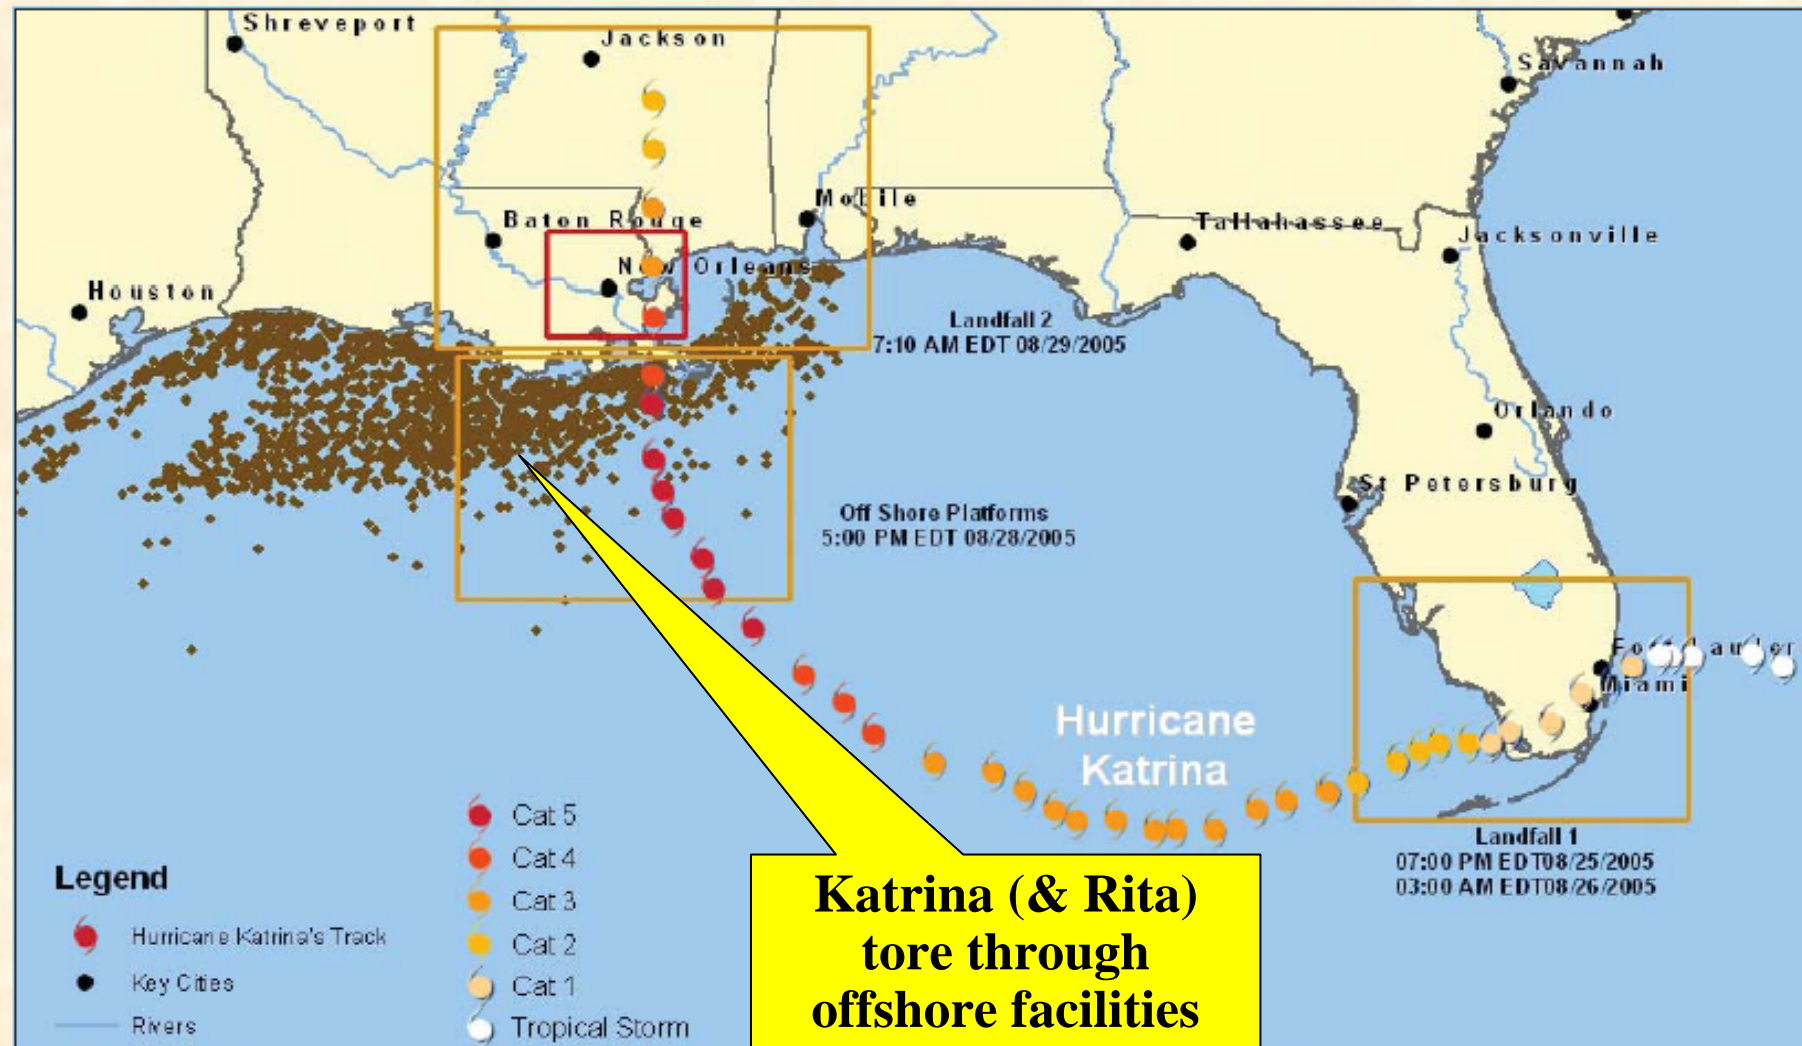 Shreveport
Jackson
Savannah
Baton Rouge
Mobile
Tallahassee
Jacksonville
New Orleans
Houston
Landfall 2
7:10 AM EDT 08/29/2005
Orlando
St Petersburg
Off Shore Platforms
5:00 PM EDT 08/28/2005
Fort Lauder
Miami
Hurricane
Katrina
Landfall 1
07:00 PM EDT08/25/2005
03:00 AM EDT08/26/2005
Legend
Hurricane Katrina's Track
Key Cities
Rivers
Cat 5
Cat 4
Cat 3
Cat 2
Cat 1
Tropical Storm
Katrina (& Rita)
tore through
offshore facilities